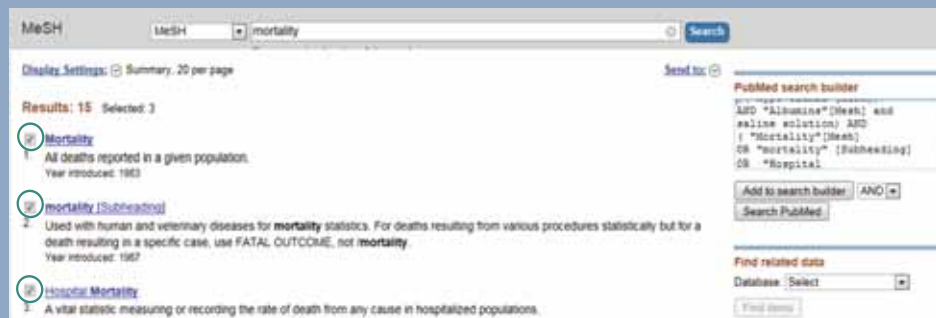 MeSH
MeSH mortality Search
Display Settings: Summary, 20 per page Send to:
Results: 15 Selected: 3
Mortality
1. All deaths reported in a given population.
Year introduced: 1963
mortality [Subheading]
2. Used with human and veterinary diseases for mortality statistics. For deaths resulting from various procedures statistically but for a
death resulting in a specific case, use FATAL OUTCOME, not /mortality.
Year introduced: 1967
Hospital Mortality
3. A vital statistic measuring or recording the rate of death from any cause in hospitalized populations.
PubMed search builder
AND "Albumins"[Mesh] and
saline solution) AND
( "Mortality"[Mesh]
OR "mortality" [Subheading]
OR "Hospital
Add to search builder AND
Search PubMed
Find related data
Database: Select
Find items